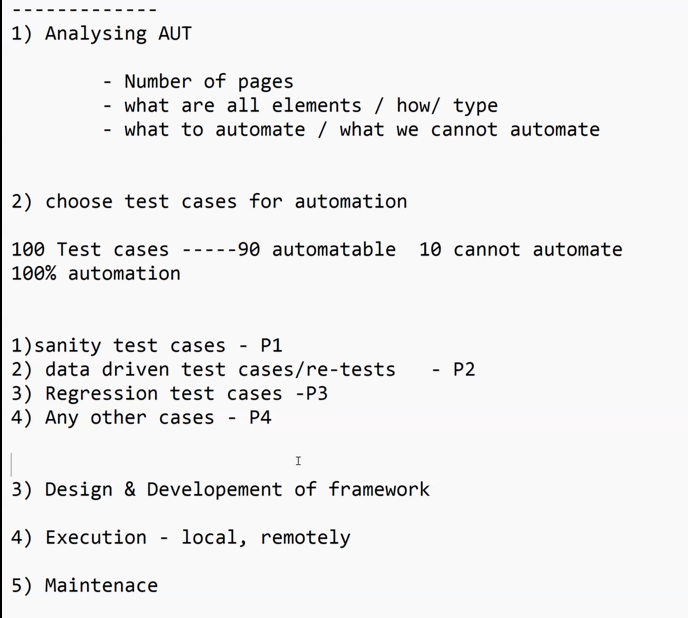 -------------
1) Analysing AUT
- Number of pages
- what are all elements / how/ type
- what to automate / what we cannot automate
2) choose test cases for automation
100 Test cases -----90 automatable  10 cannot automate
100% automation
1)sanity test cases - P1
2) data driven test cases/re-tests   - P2
3) Regression test cases -P3
4) Any other cases - P4
3) Design & Developement of framework
4) Execution - local, remotely
5) Maintenace